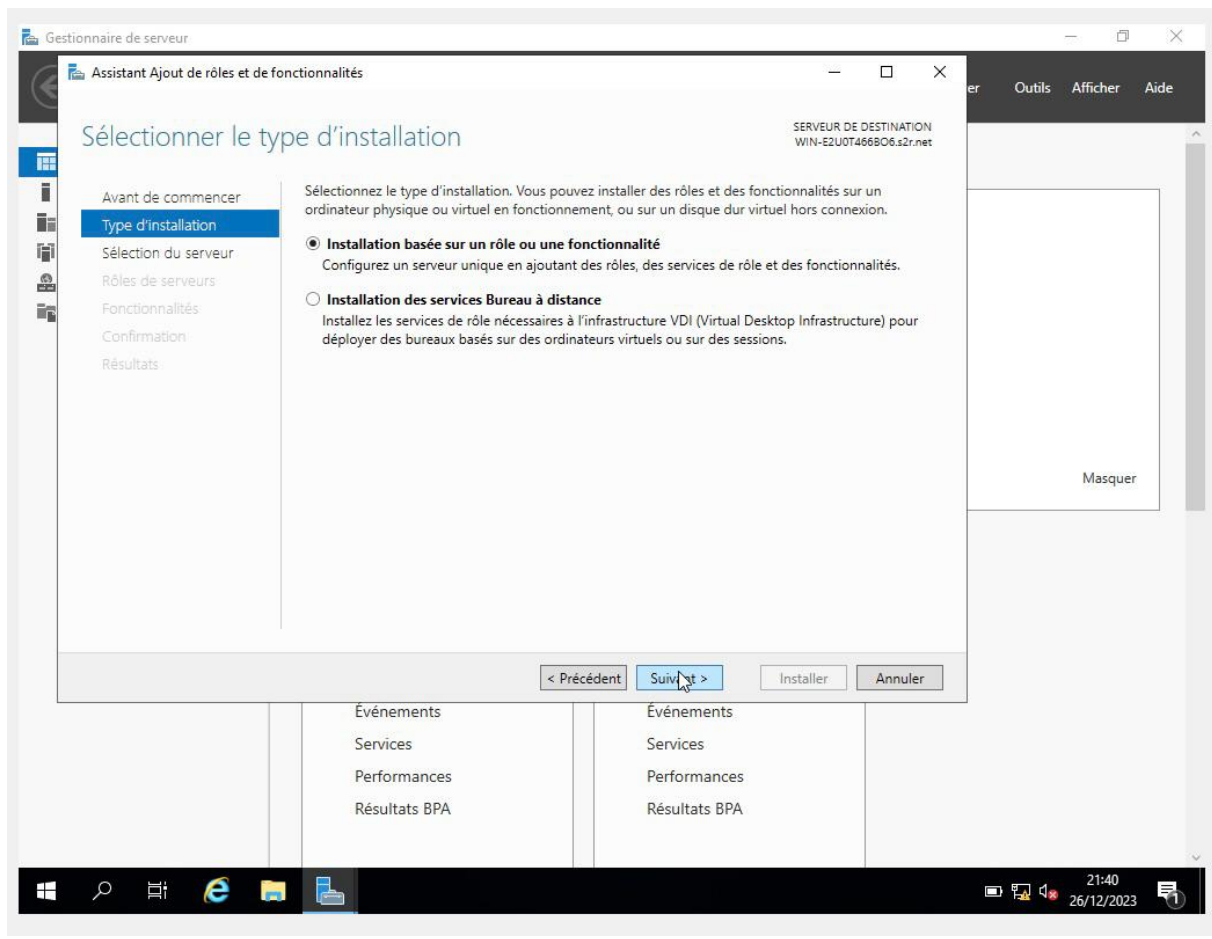 Gestionnaire de serveur
Assistant Ajout de rôles et de fonctionnalités
er Outils Afficher Aide
Sélectionner le type d'installation
SERVEUR DE DESTINATION
WIN-E2U0T466BO6.s2r.net
Avant de commencer
Type d'installation
Sélection du serveur
Rôles de serveurs
Fonctionnalités
Confirmation
Résultats
Sélectionnez le type d'installation. Vous pouvez installer des rôles et des fonctionnalités sur un
ordinateur physique ou virtuel en fonctionnement, ou sur un disque dur virtuel hors connexion.
Installation basée sur un rôle ou une fonctionnalité
Configurez un serveur unique en ajoutant des rôles, des services de rôle et des fonctionnalités.
Installation des services Bureau à distance
Installez les services de rôle nécessaires à l'infrastructure VDI (Virtual Desktop Infrastructure) pour
déployer des bureaux basés sur des ordinateurs virtuels ou sur des sessions.
Masquer
< Précédent Suivant > Installer Annuler
Événements Événements
Services Services
Performances Performances
Résultats BPA Résultats BPA
21:40
26/12/2023
1